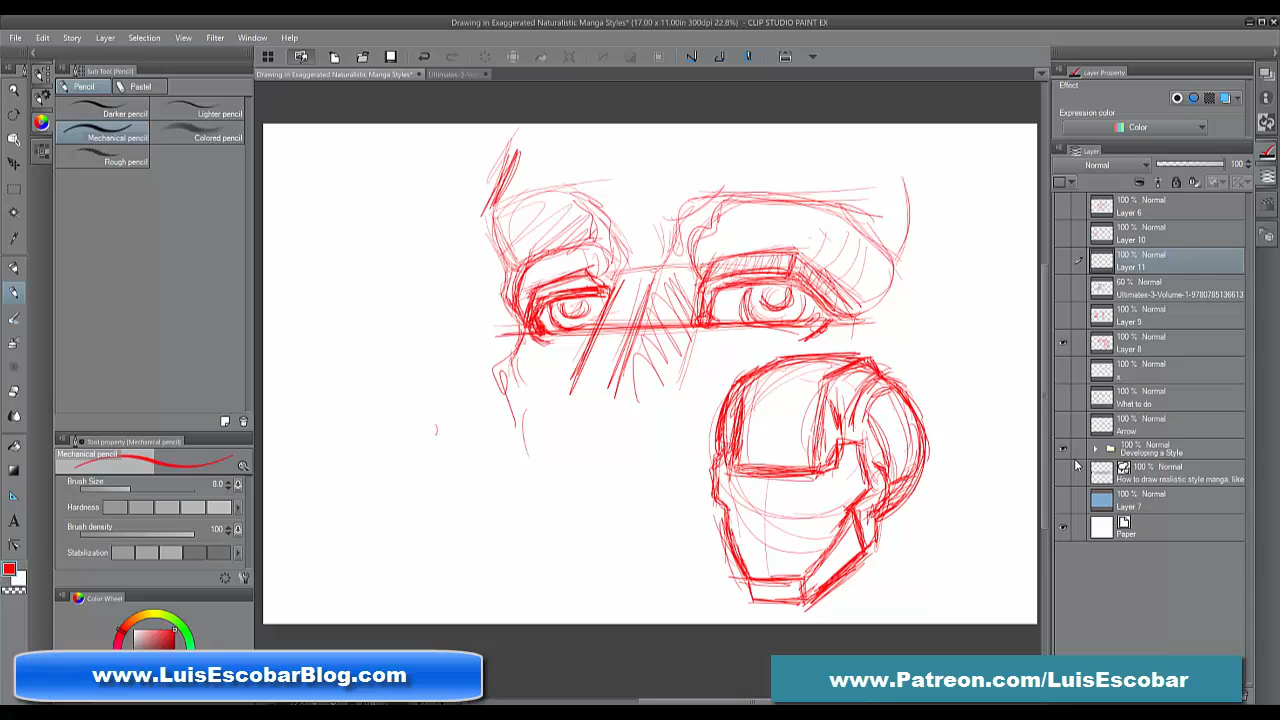 Drawing in Exaggerated Naturalistic Manga Styles* (17.00 x 11.00in 300dpi 22.8%) - CLIP STUDIO PAINT EX
File Edit Story Layer Selection View Filter Window Help
Sub Tool [Pencil]
Drawing in Exaggerated Naturalistic Manga Styles*
Layer Property
Pencil Pastel
Effect
Darker pencil Lighter pencil
Mechanical pencil Colored pencil
Rough pencil
Expression color
Color
Layer
Normal 100
100 % Normal
Layer 6
100 % Normal
Layer 10
100 % Normal
Layer 11
60 % Normal
Ultimates-3-Volume-1-9780785136613
100 % Normal
Layer 9
100 % Normal
Layer 8
100 % Normal
x
100 % Normal
What to do
100 % Normal
Arrow
100 % Normal
Developing a Style
100 % Normal
How to draw realistic style manga, like
100 % Normal
Layer 7
Paper
Tool property [Mechanical pencil]
Mechanical pencil
Brush Size 8.0
Hardness
Brush density 100
Stabilization
Color Wheel
www.LuisEscobarBlog.com
www.Patreon.com/LuisEscobar